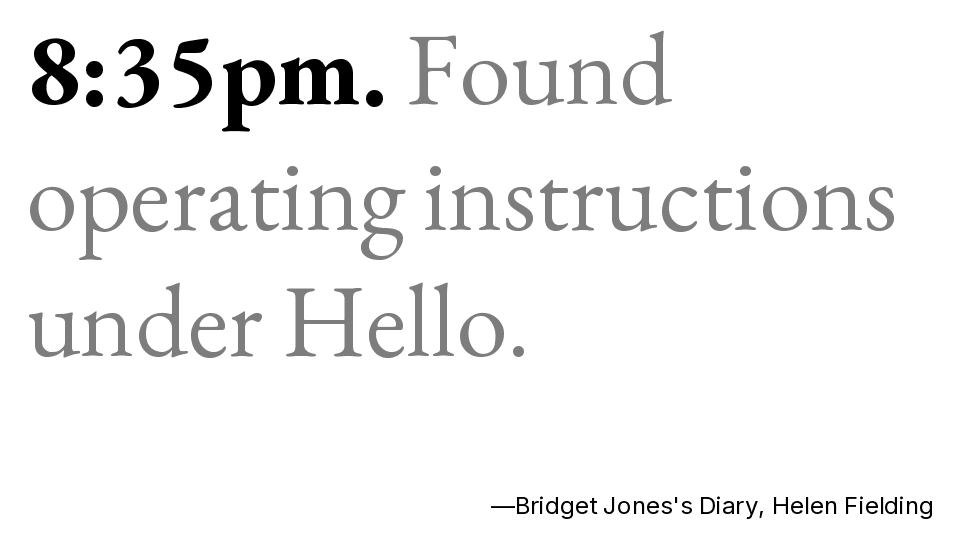 8:35pm. Found
operating instructions
under Hello.
—Bridget Jones's Diary, Helen Fielding